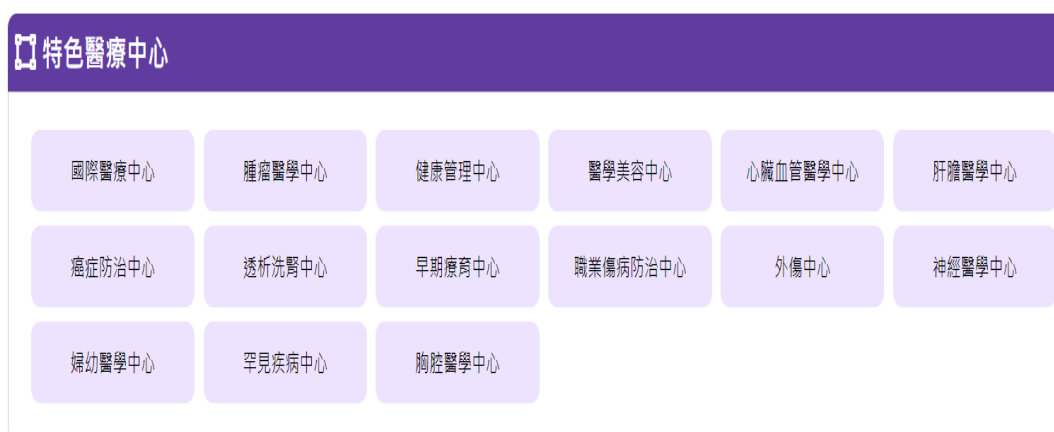 特色醫療中心
國際醫療中心 腫瘤醫學中心 健康管理中心 醫學美容中心 心臟血管醫學中心 肝膽醫學中心
癌症防治中心 透析洗腎中心 早期療育中心 職業傷病防治中心 外傷中心 神經醫學中心
婦幼醫學中心 罕見疾病中心 胸腔醫學中心